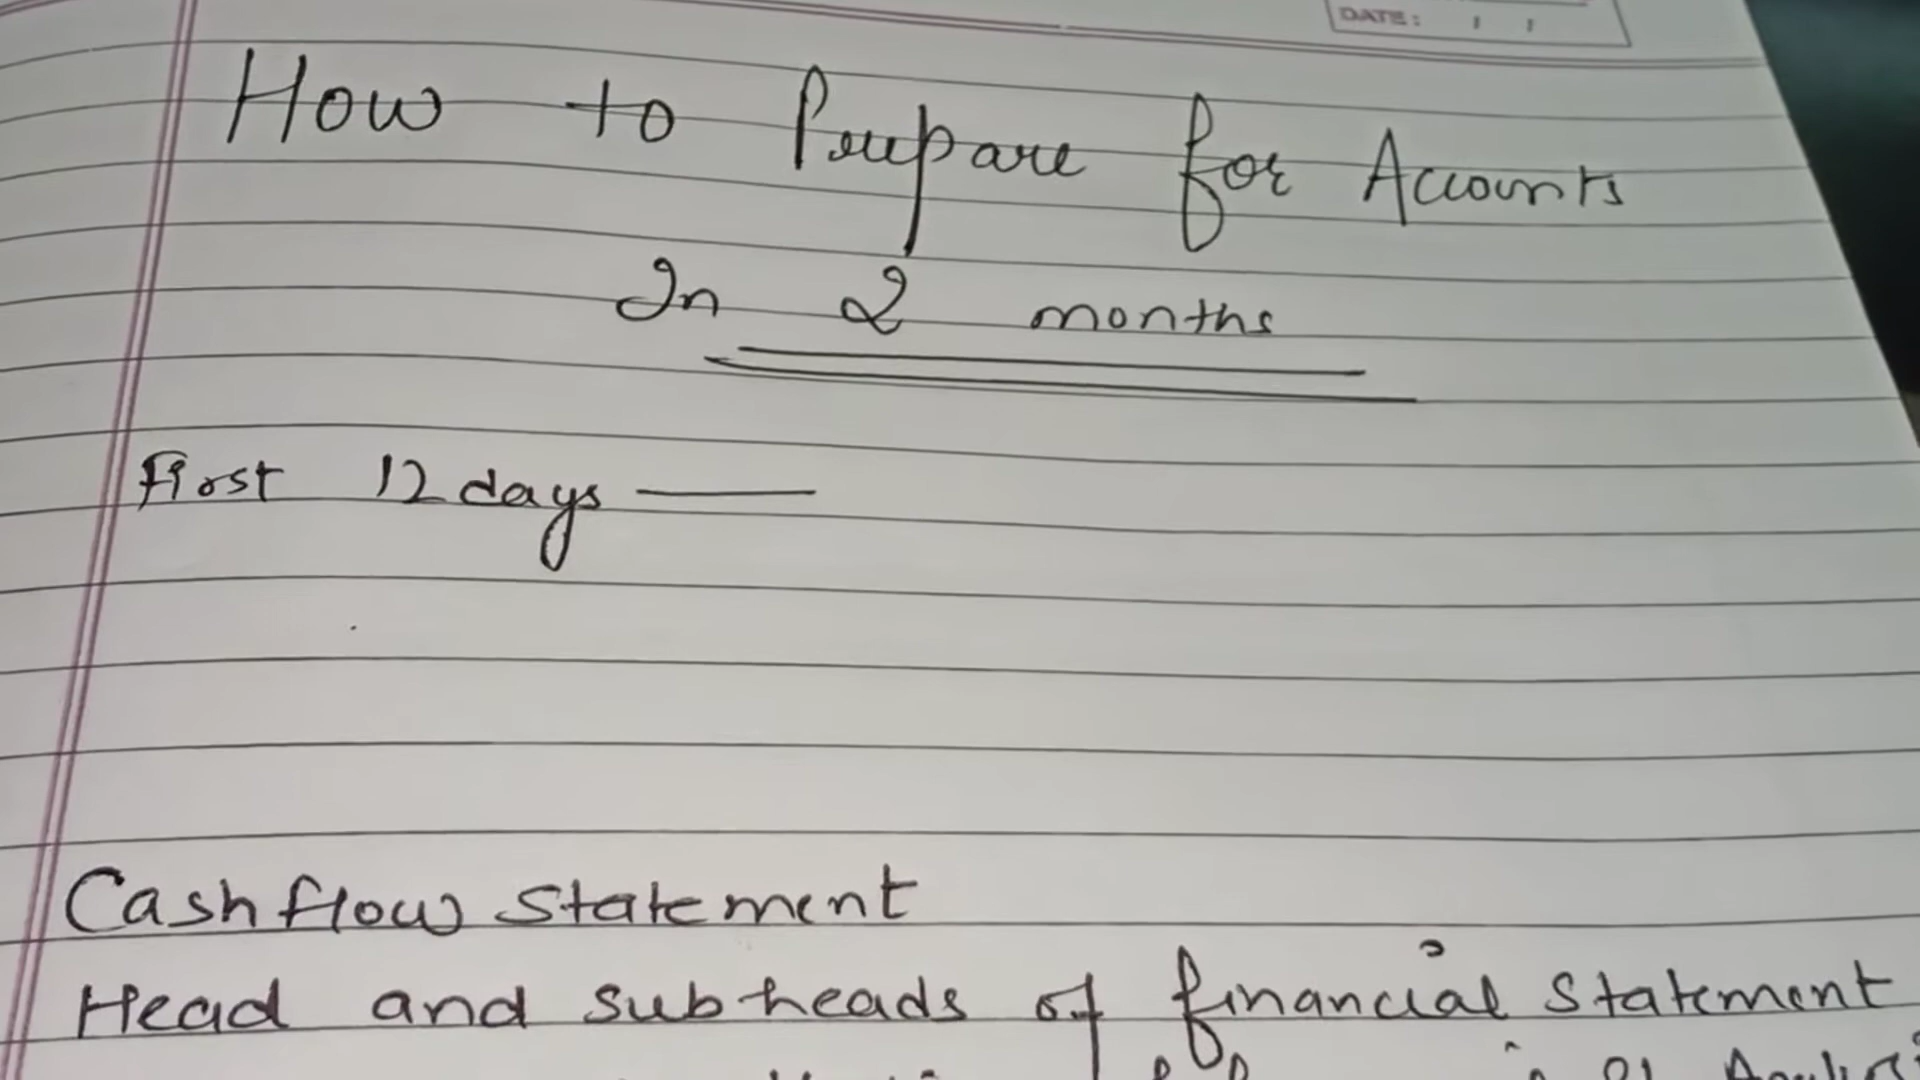 DATE: / /
How to Prepare for Accounts
In 2 months
First 12 days —
Cashflow statement
Head and subheads of financial statement